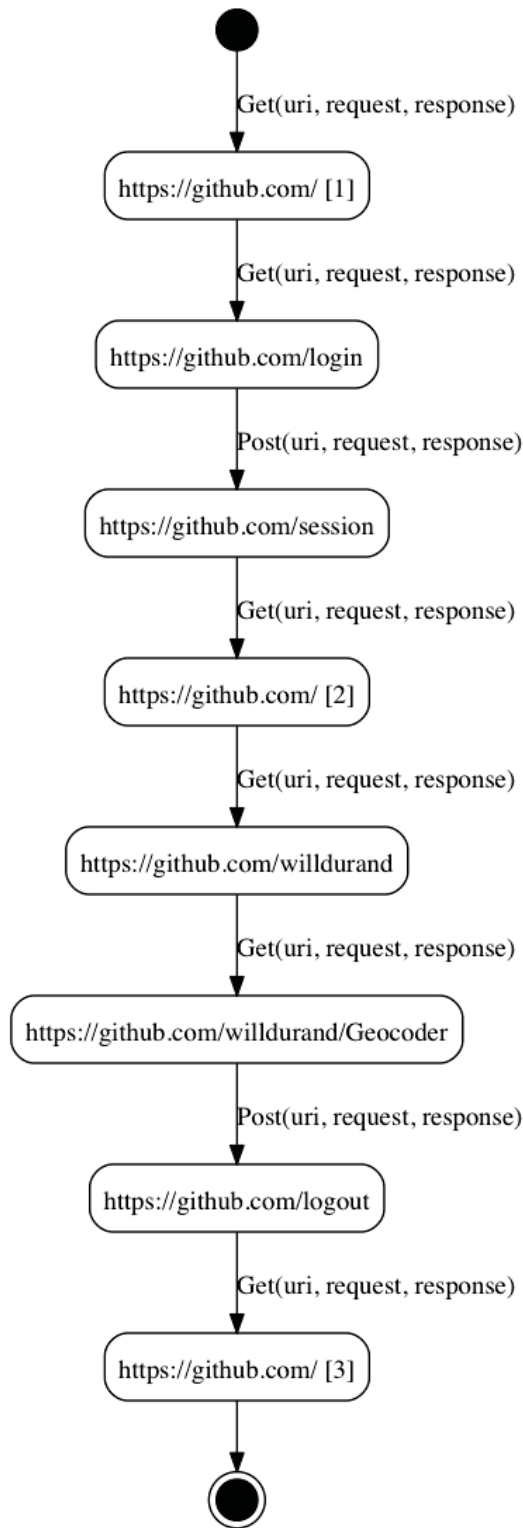 Get(uri, request, response)
https://github.com/ [1]
Get(uri, request, response)
https://github.com/login
Post(uri, request, response)
https://github.com/session
Get(uri, request, response)
https://github.com/ [2]
Get(uri, request, response)
https://github.com/willdurand
Get(uri, request, response)
https://github.com/willdurand/Geocoder
Post(uri, request, response)
https://github.com/logout
Get(uri, request, response)
https://github.com/ [3]